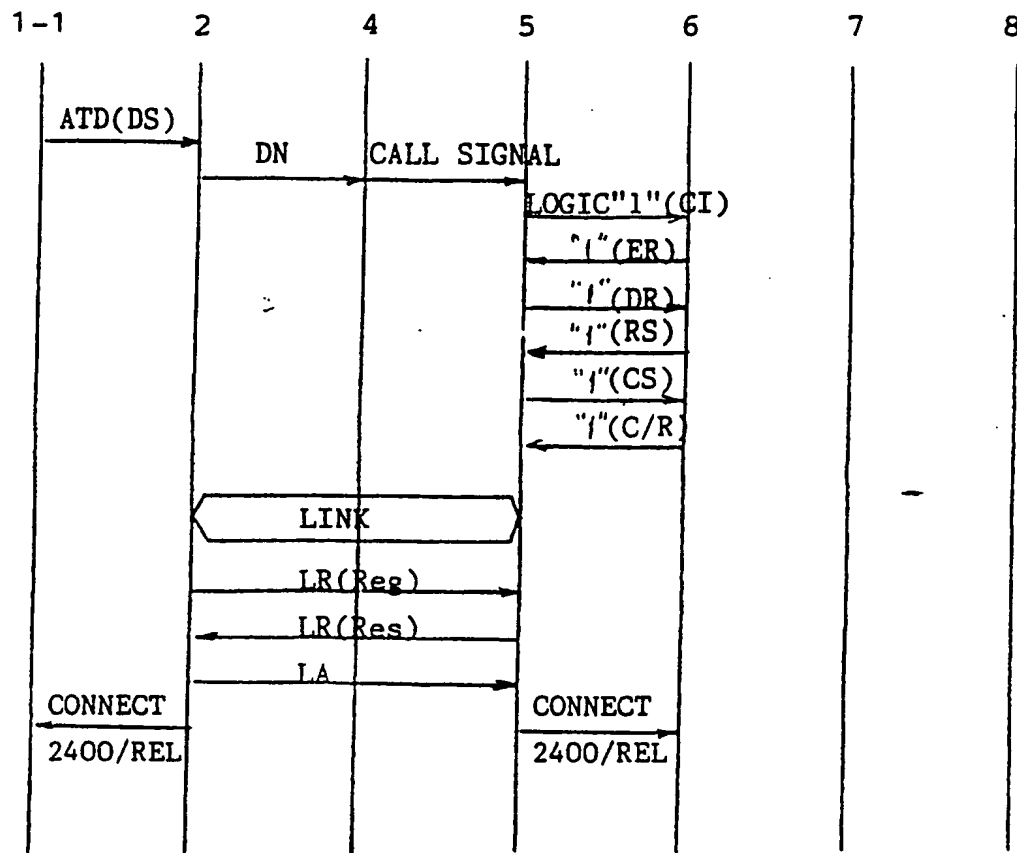 1-1 2 4 5 6 7 8
ATD(DS)
DN CALL SIGNAL
LOGIC"1"(CI)
"1"(ER)
"1"(DR)
"1"(RS)
"1"(CS)
"1"(C/R)
LINK
LR(Reg)
LR(Res)
LA
CONNECT CONNECT
2400/REL 2400/REL